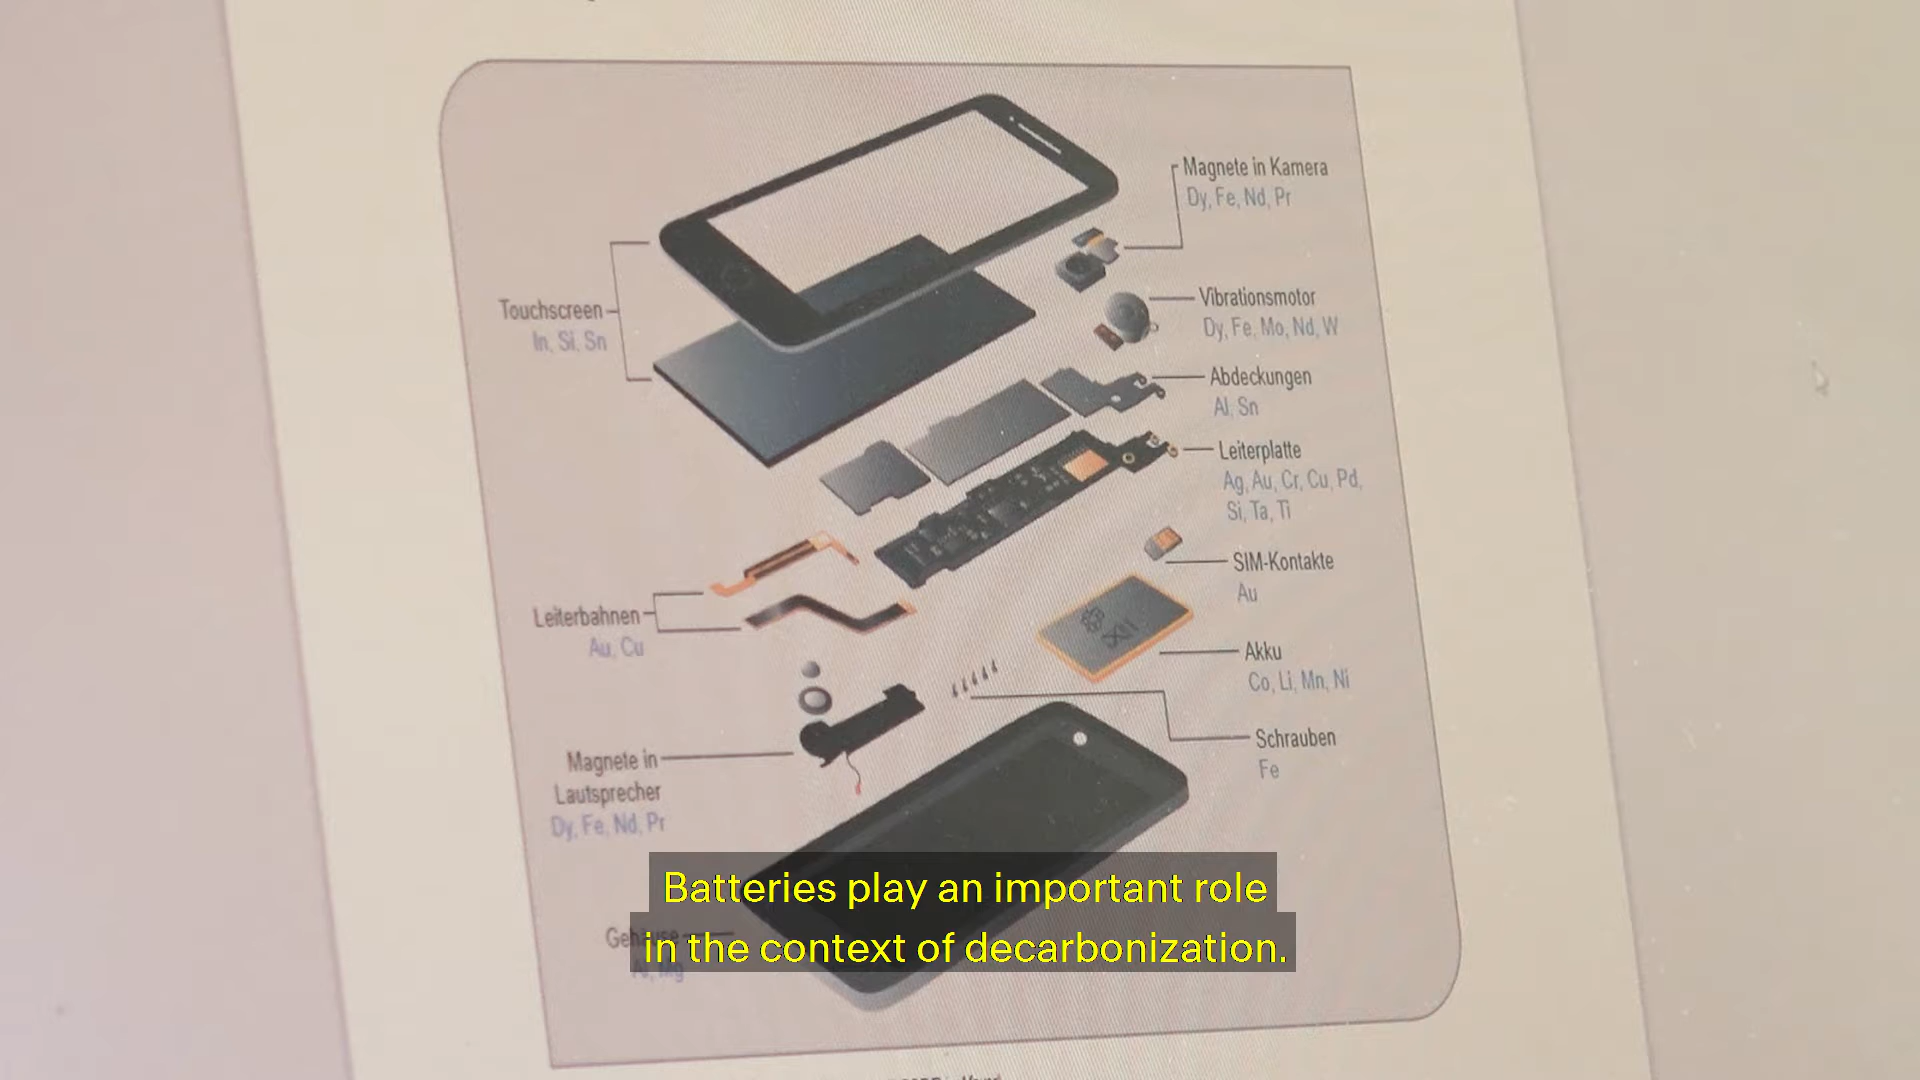 Touchscreen
In, Si, Sn
Leiterbahnen
Au, Cu
Magnete in
Lautsprecher
Dy, Fe, Nd, Pr
Gehäuse
Al, Mg
Magnete in Kamera
Dy, Fe, Nd, Pr
Vibrationsmotor
Dy, Fe, Mo, Nd, W
Abdeckungen
Al, Sn
Leiterplatte
Ag, Au, Cr, Cu, Pd,
Si, Ta, Ti
SIM-Kontakte
Au
Akku
Co, Li, Mn, Ni
Schrauben
Fe
Batteries play an important role
in the context of decarbonization.